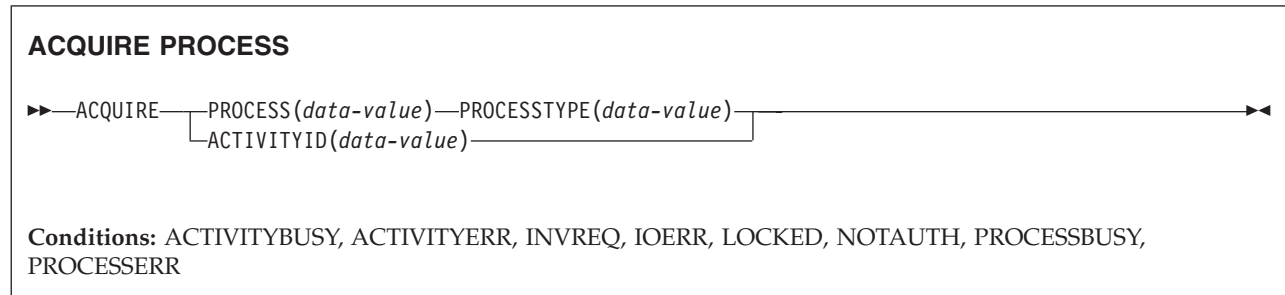 ACQUIRE PROCESS
ACQUIRE PROCESS(data-value) PROCESSTYPE(data-value)
ACTIVITYID(data-value)
Conditions: ACTIVITYBUSY, ACTIVITYERR, INVREQ, IOERR, LOCKED, NOTAUTH, PROCESSBUSY,
PROCESSERR